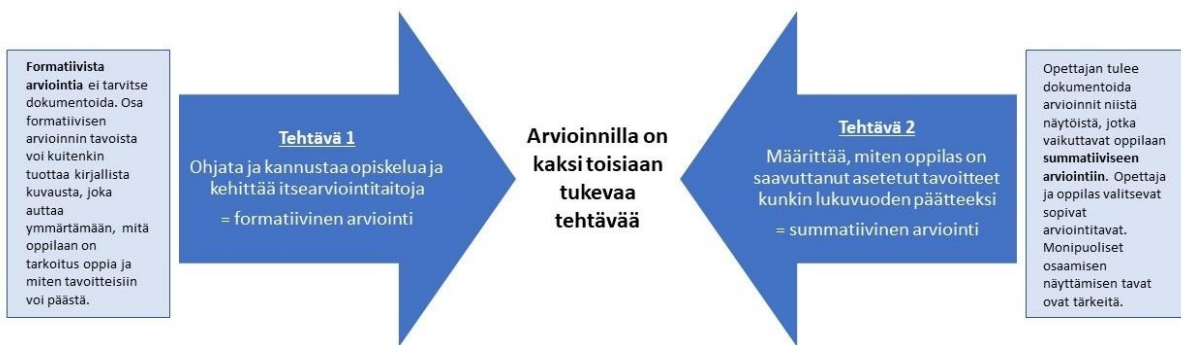 Formatiivista
arviointia ei tarvitse
dokumentoida. Osa
formatiivisen
arvioinnin tavoista
voi kuitenkin
tuottaa kirjallista
kuvausta, joka
auttaa
ymmärtämään, mitä
oppilaan on
tarkoitus oppia ja
miten tavoitteisiin
voi päästä.
Tehtävä 1
Ohjata ja kannustaa opiskelua ja
kehittää itsearviointitaitoja
= formatiivinen arviointi
Arvioinnilla on
kaksi toisiaan
tukevaa
tehtävää
Tehtävä 2
Määrittää, miten oppilas on
saavuttanut asetetut tavoitteet
kunkin lukuvuoden päätteeksi
= summatiivinen arviointi
Opettajan tulee
dokumentoida
arvioinnit niistä
näytöistä, jotka
vaikuttavat oppilaan
summatiiviseen
arviointiin. Opettaja
ja oppilas valitsevat
sopivat
arviointitavat.
Monipuoliset
osaamisen
näyttämisen tavat
ovat tärkeitä.